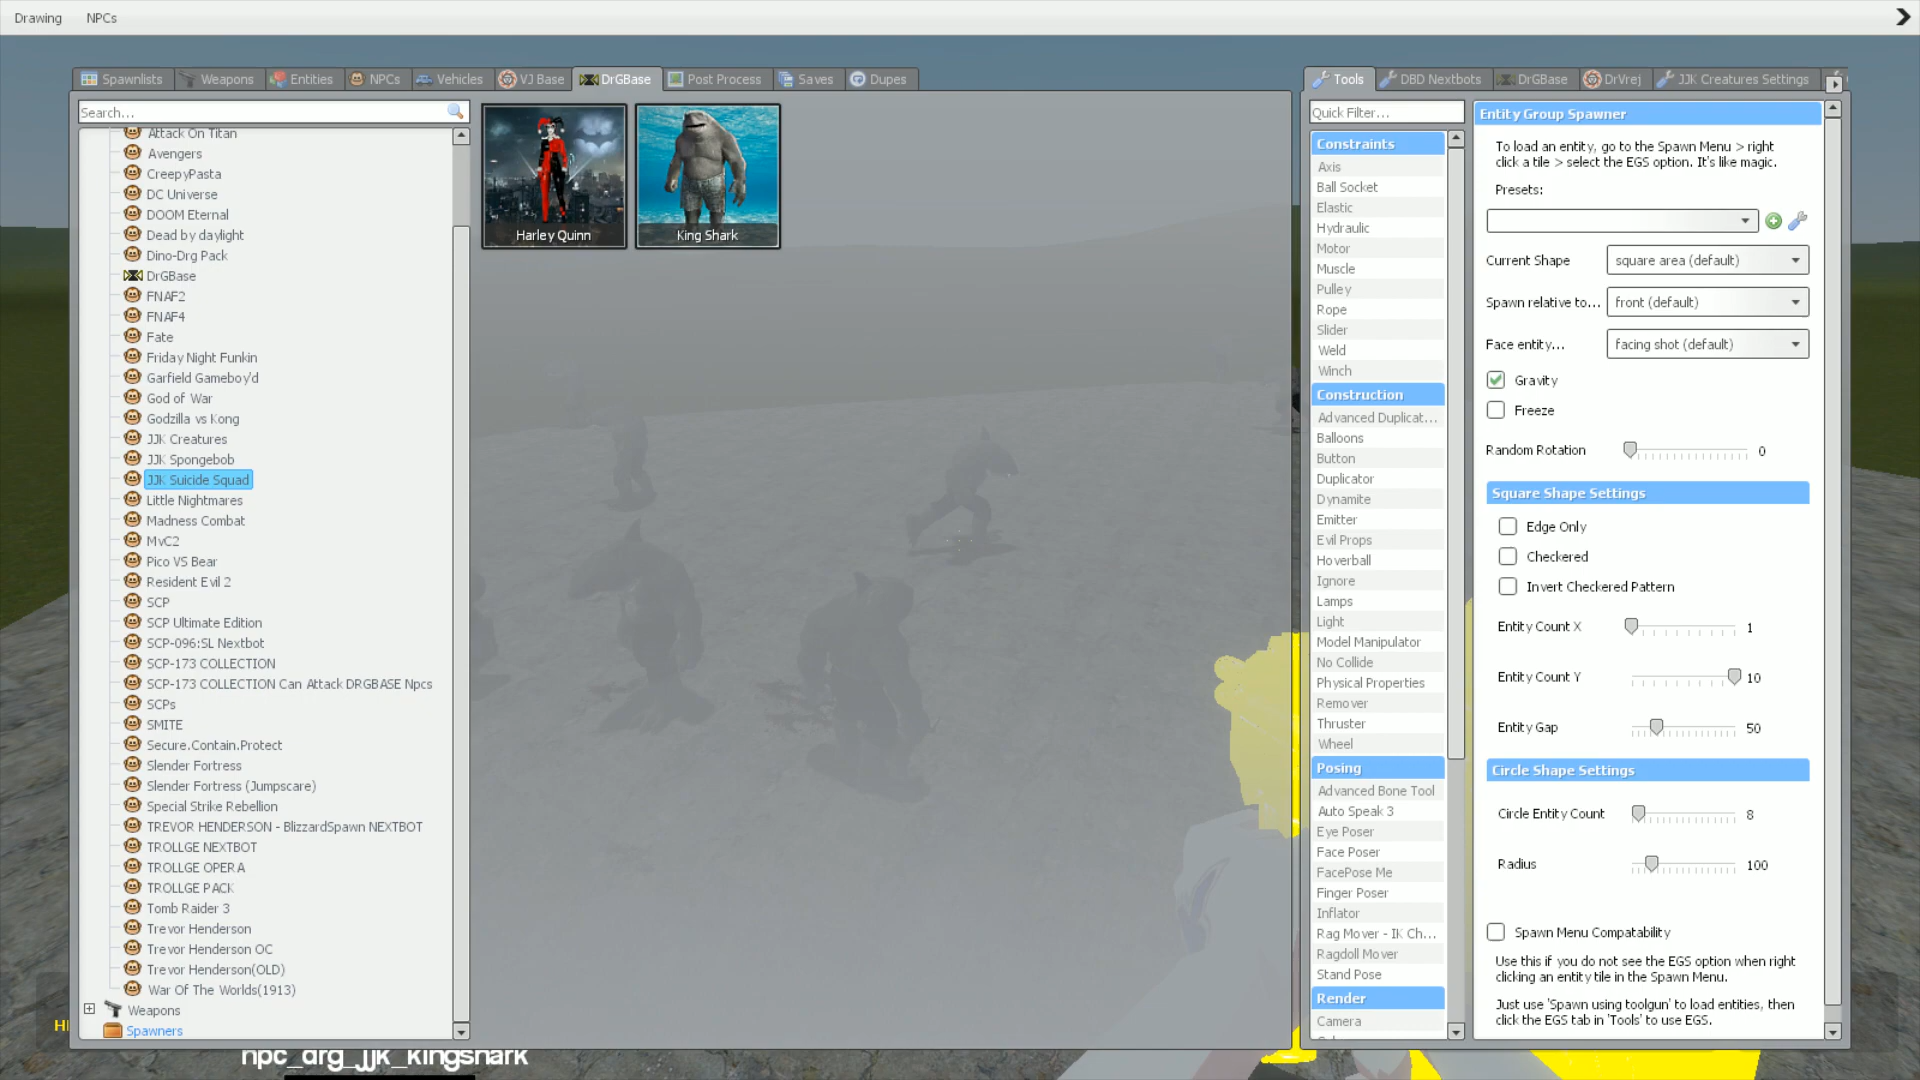 Drawing NPCs
Spawnlists Weapons Entities NPCs Vehicles VJ Base DrGBase Post Process Saves Dupes
Search...
Attack On Titan
Avengers
CreepyPasta
DC Universe
DOOM Eternal
Dead by daylight
Dino-Drg Pack
DrGBase
FNAF2
FNAF4
Fate
Friday Night Funkin
Garfield Gameboy'd
God of War
Godzilla vs Kong
JJK Creatures
JJK Spongebob
JJK Suicide Squad
Little Nightmares
Madness Combat
MvC2
Pico VS Bear
Resident Evil 2
SCP
SCP Ultimate Edition
SCP-096:SL Nextbot
SCP-173 COLLECTION
SCP-173 COLLECTION Can Attack DRGBASE Npcs
SCPs
SMITE
Secure.Contain.Protect
Slender Fortress
Slender Fortress (Jumpscare)
Special Strike Rebellion
TREVOR HENDERSON - BlizzardSpawn NEXTBOT
TROLLGE NEXTBOT
TROLLGE OPERA
TROLLGE PACK
Tomb Raider 3
Trevor Henderson
Trevor Henderson OC
Trevor Henderson(OLD)
War Of The Worlds(1913)
Weapons
Spawners
npc_drg_jjk_kingshark
Harley Quinn
King Shark
Tools DBD Nextbots DrGBase DrVrej JJK Creatures Settings
Quick Filter...
Constraints
Axis
Ball Socket
Elastic
Hydraulic
Motor
Muscle
Pulley
Rope
Slider
Weld
Winch
Construction
Advanced Duplicat...
Balloons
Button
Duplicator
Dynamite
Emitter
Evil Props
Hoverball
Ignore
Lamps
Light
Model Manipulator
No Collide
Physical Properties
Remover
Thruster
Wheel
Posing
Advanced Bone Tool
Auto Speak 3
Eye Poser
Face Poser
FacePose Me
Finger Poser
Inflator
Rag Mover - IK Ch...
Ragdoll Mover
Stand Pose
Render
Camera
Entity Group Spawner
To load an entity, go to the Spawn Menu > right
click a tile > select the EGS option. It's like magic.
Presets:
Current Shape square area (default)
Spawn relative to... front (default)
Face entity... facing shot (default)
Gravity
Freeze
Random Rotation 0
Square Shape Settings
Edge Only
Checkered
Invert Checkered Pattern
Entity Count X 1
Entity Count Y 10
Entity Gap 50
Circle Shape Settings
Circle Entity Count 8
Radius 100
Spawn Menu Compatability
Use this if you do not see the EGS option when right
clicking an entity tile in the Spawn Menu.
Just use 'Spawn using toolgun' to load entities, then
click the EGS tab in 'Tools' to use EGS.